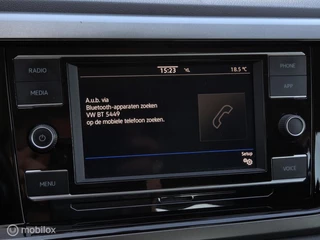 RADIO
MEDIA
MENU
15:23
18.5 °C
A.u.b. via
Bluetooth-apparaten zoeken
VW BT 5449
op de mobiele telefoon zoeken.
Setup
PHONE
VOICE
mobilox